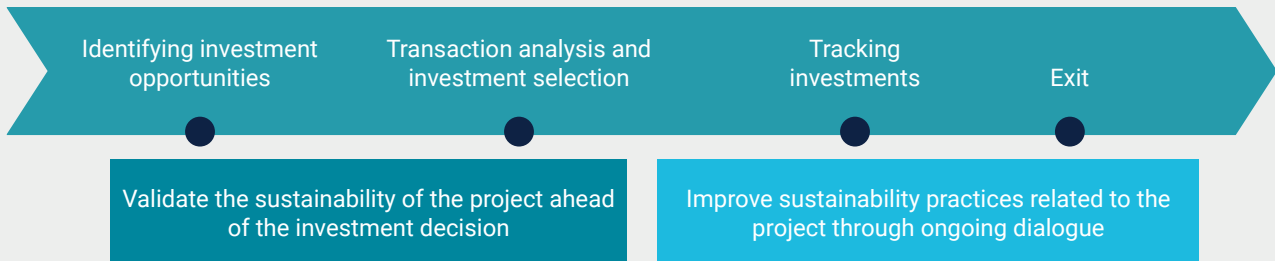 Identifying investment
opportunities
Transaction analysis and
investment selection
Tracking
investments
Exit
Validate the sustainability of the project ahead
of the investment decision
Improve sustainability practices related to the
project through ongoing dialogue